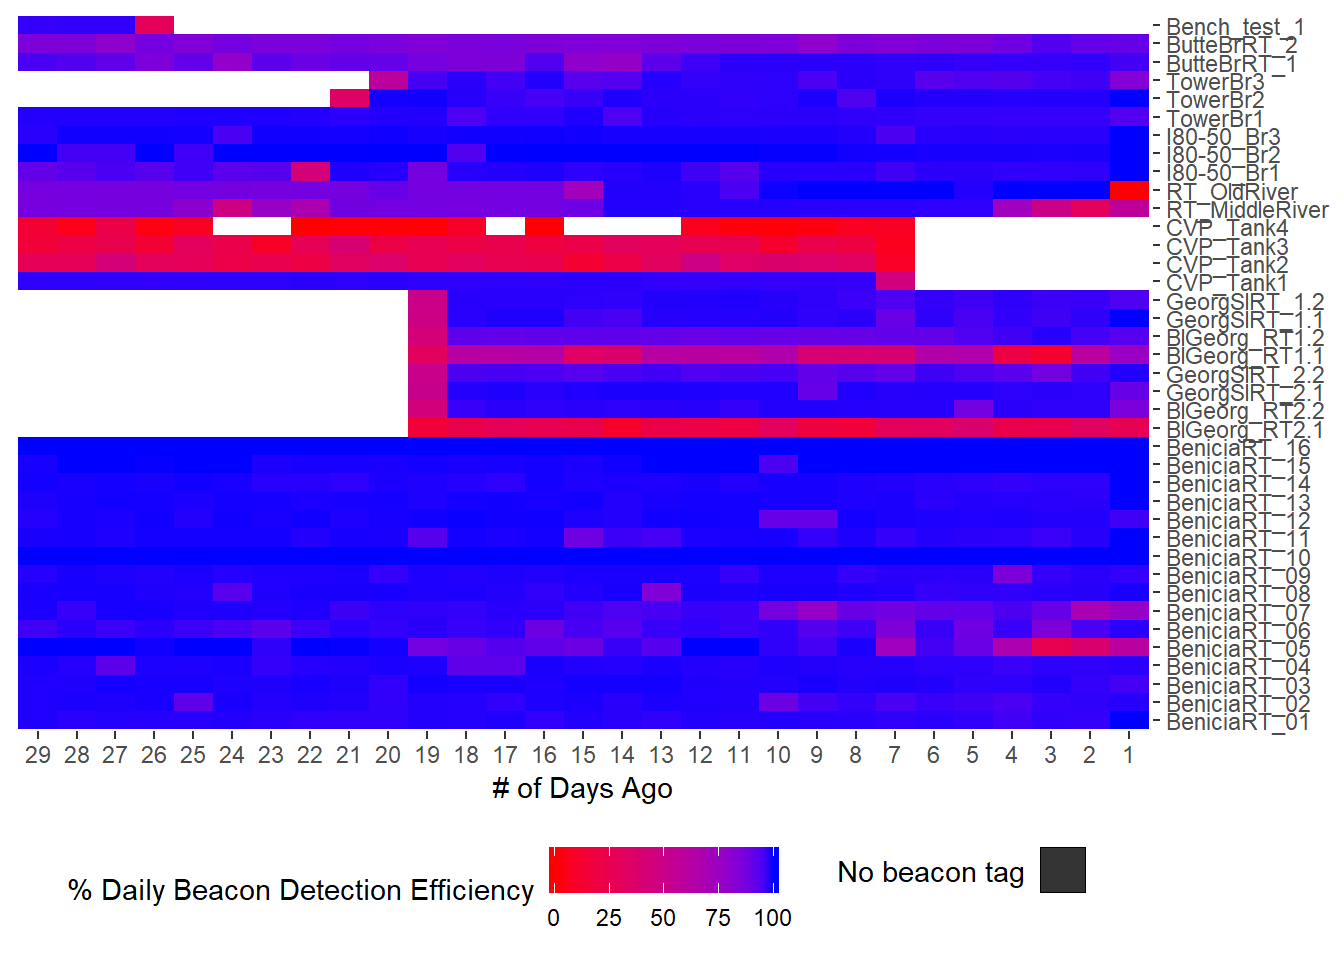 Bench_test_1
ButteBrRT_2
ButteBrRT_1
TowerBr3
TowerBr2
TowerBr1
I80-50_Br3
I80-50_Br2
I80-50_Br1
RT_OldRiver
RT_MiddleRiver
CVP_Tank4
CVP_Tank3
CVP_Tank2
CVP_Tank1
GeorgSlRT_1.2
GeorgSlRT_1.1
BlGeorg_RT1.2
BlGeorg_RT1.1
GeorgSlRT_2.2
GeorgSlRT_2.1
BlGeorg_RT2.2
BlGeorg_RT2.1
BeniciaRT_16
BeniciaRT_15
BeniciaRT_14
BeniciaRT_13
BeniciaRT_12
BeniciaRT_11
BeniciaRT_10
BeniciaRT_09
BeniciaRT_08
BeniciaRT_07
BeniciaRT_06
BeniciaRT_05
BeniciaRT_04
BeniciaRT_03
BeniciaRT_02
BeniciaRT_01
29 28 27 26 25 24 23 22 21 20 19 18 17 16 15 14 13 12 11 10 9 8 7 6 5 4 3 2 1
# of Days Ago
% Daily Beacon Detection Efficiency
0 25 50 75 100
No beacon tag